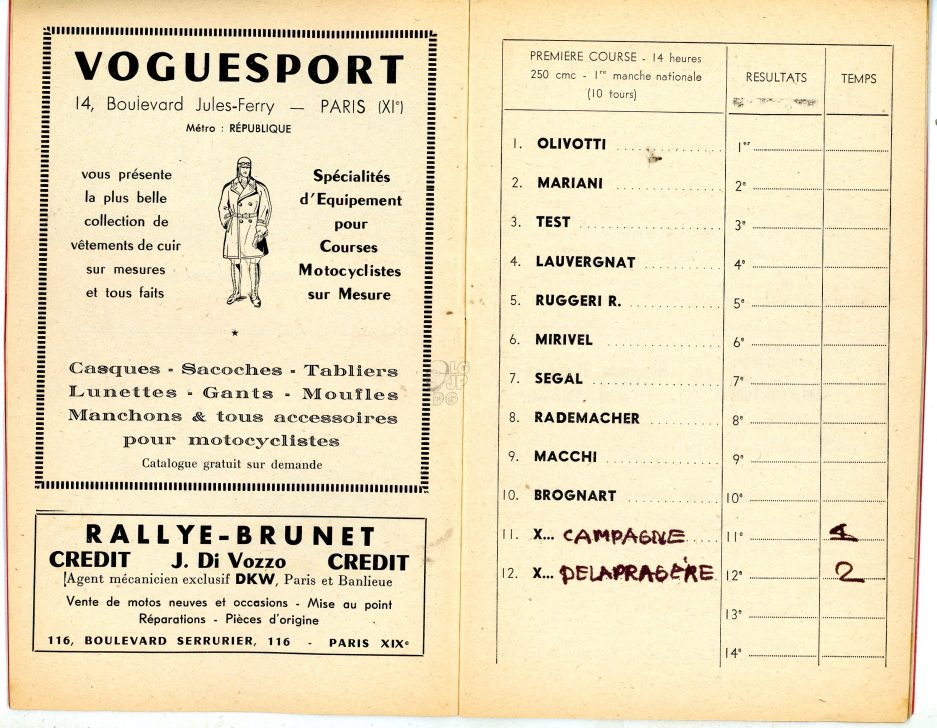 VOGUESPORT
14, Boulevard Jules-Ferry — PARIS (XIe)
Métro : RÉPUBLIQUE
vous présente
la plus belle
collection de
vêtements de cuir
sur mesures
et tous faits
Spécialités
d'Equipement
pour
Courses
Motocyclistes
sur Mesure
Casques - Sacoches - Tabliers
Lunettes - Gants - Moufles
Manchons & tous accessoires
pour motocyclistes
Catalogue gratuit sur demande
RALLYE-BRUNET
CREDIT J. Di Vozzo CREDIT
Agent mécanicien exclusif DKW, Paris et Banlieue
Vente de motos neuves et occasions - Mise au point
Réparations - Pièces d'origine
116, BOULEVARD SERRURIER, 116 - PARIS XIXe
PREMIERE COURSE - 14 heures
250 cmc - 1re manche nationale
(10 tours)
RESULTATS
TEMPS
1. OLIVOTTI 1er
2. MARIANI 2e
3. TEST 3e
4. LAUVERGNAT 4e
5. RUGGERI R. 5e
6. MIRIVEL 6e
7. SEGAL 7e
8. RADEMACHER 8e
9. MACCHI 9e
10. BROGNART 10e
11. X... CAMPAGNE 11e
12. X... DELAPRAGÈRE 12e 2
13e
14e